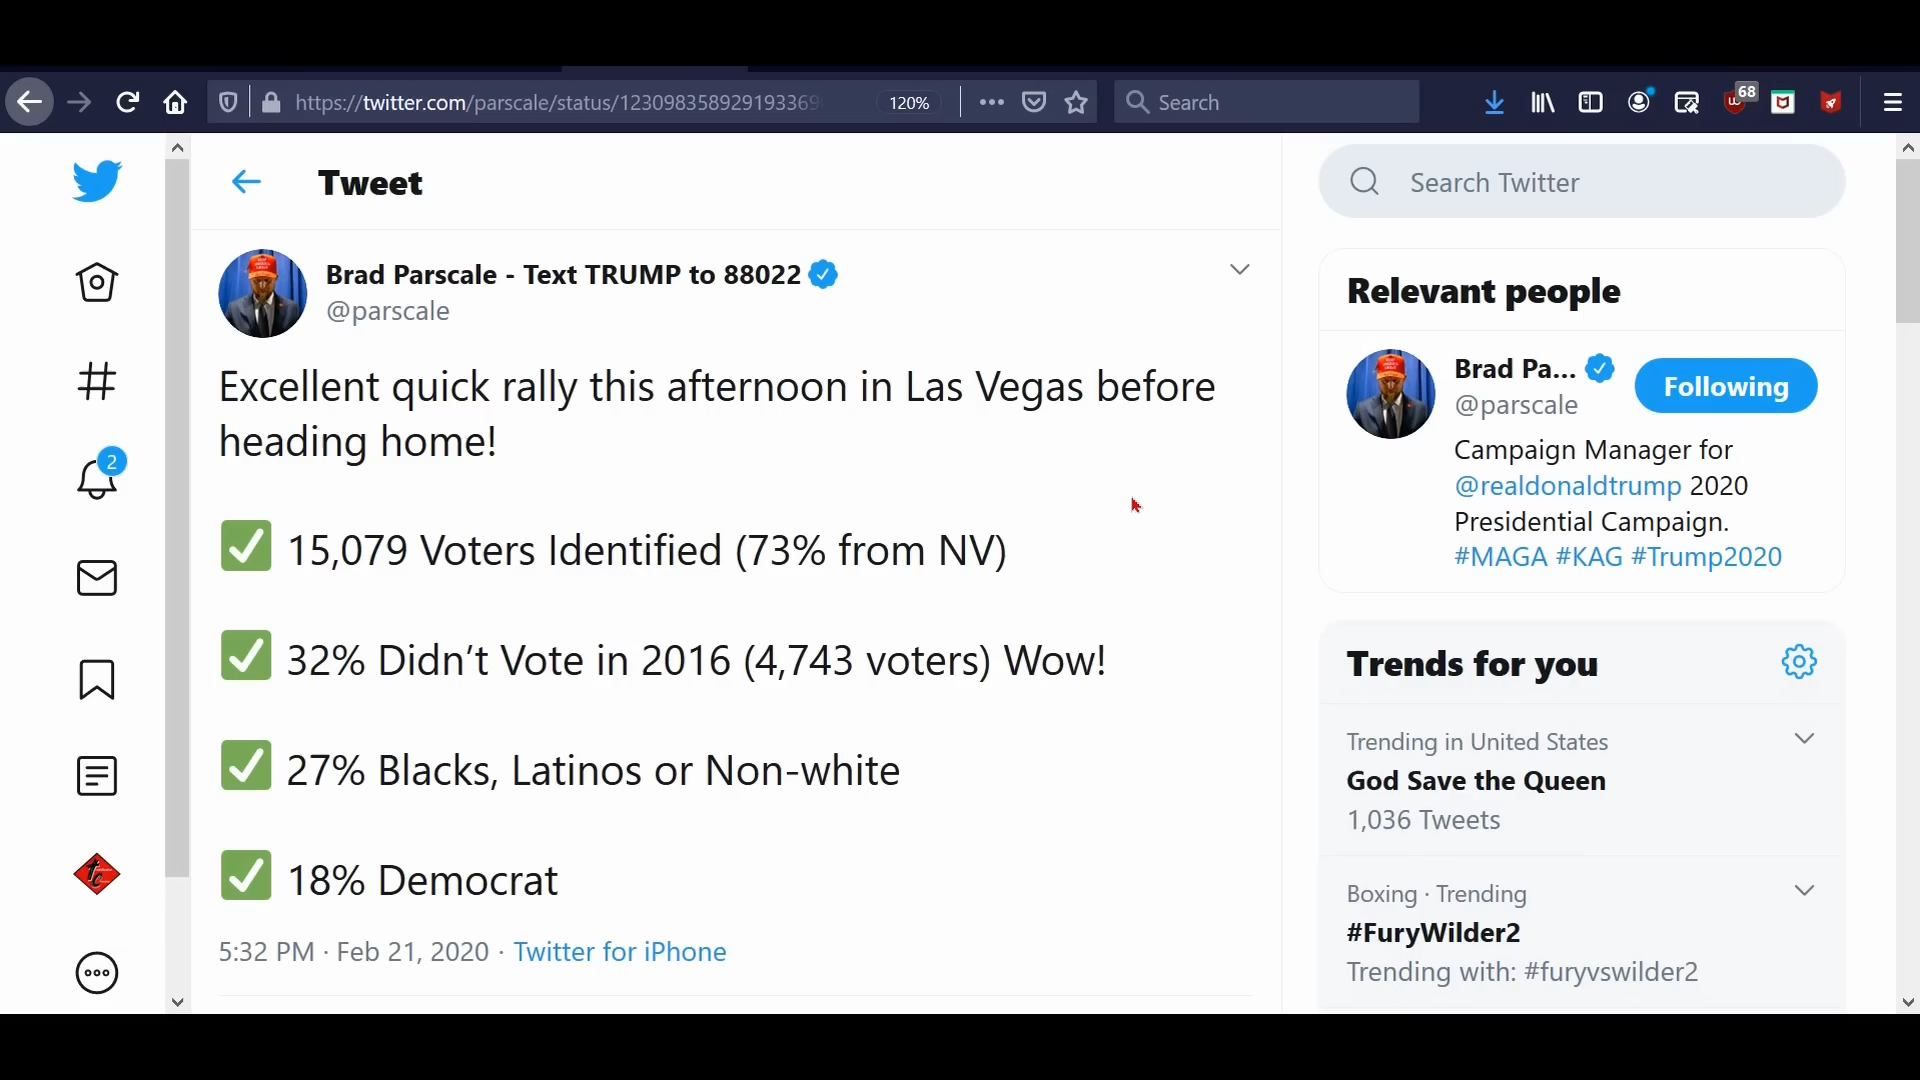 https://twitter.com/parscale/status/123098358929193369
120%
Search
68
Tweet
Search Twitter
Brad Parscale - Text TRUMP to 88022
@parscale
Excellent quick rally this afternoon in Las Vegas before
heading home!
✅ 15,079 Voters Identified (73% from NV)
✅ 32% Didn’t Vote in 2016 (4,743 voters) Wow!
✅ 27% Blacks, Latinos or Non-white
✅ 18% Democrat
5:32 PM · Feb 21, 2020 · Twitter for iPhone
2
Relevant people
Brad Pa...
Following
@parscale
Campaign Manager for
@realdonaldtrump 2020
Presidential Campaign.
#MAGA #KAG #Trump2020
Trends for you
Trending in United States
God Save the Queen
1,036 Tweets
Boxing · Trending
#FuryWilder2
Trending with: #furyvswilder2